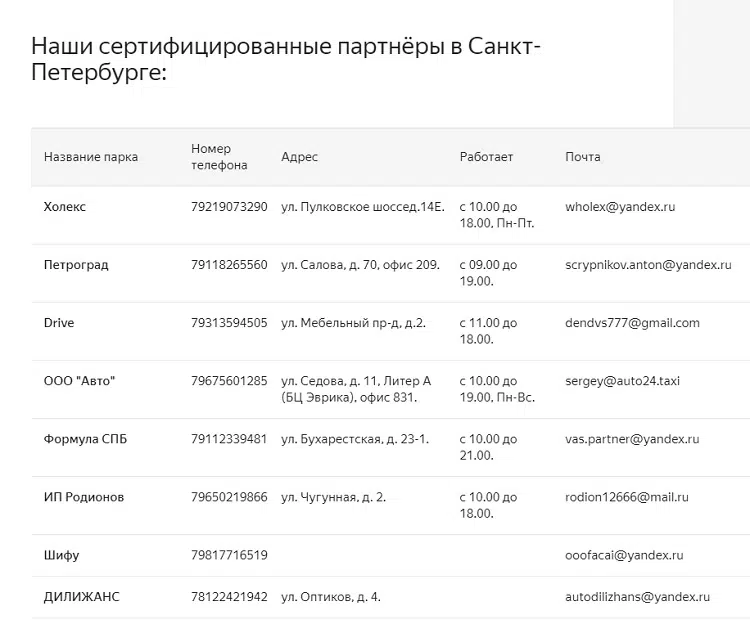 Наши сертифицированные партнёры в Санкт-
Петербурге:
Название парка Номер телефона Адрес Работает Почта
Холекс 79219073290 ул. Пулковское шоссед.14Е. с 10.00 до 18.00, Пн-Пт. wholex@yandex.ru
Петроград 79118265560 ул. Салова, д. 70, офис 209. с 09.00 до 19.00. scrypnikov.anton@yandex.ru
Drive 79313594505 ул. Мебельный пр-д, д.2. с 11.00 до 18.00. dendvs777@gmail.com
ООО "Авто" 79675601285 ул. Седова, д. 11, Литер А (БЦ Эврика), офис 831. с 10.00 до 19.00, Пн-Вс. sergey@auto24.taxi
Формула СПБ 79112339481 ул. Бухарестская, д. 23-1. с 10.00 до 21.00. vas.partner@yandex.ru
ИП Родионов 79650219866 ул. Чугунная, д. 2. с 10.00 до 18.00. rodion12666@mail.ru
Шифу 79817716519 ooofacai@yandex.ru
ДИЛИЖАНС 78122421942 ул. Оптиков, д. 4. autodilizhans@yandex.ru